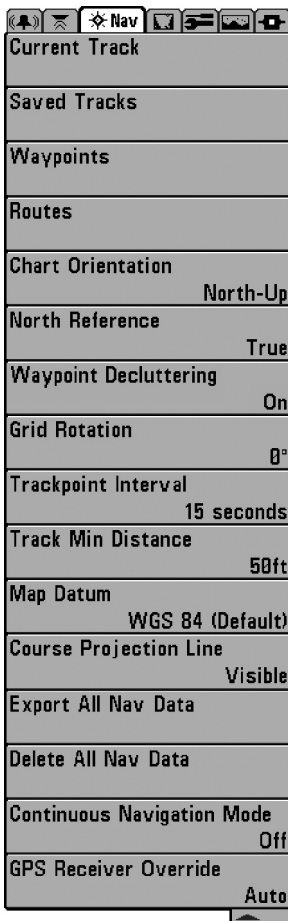 Nav
Current Track
Saved Tracks
Waypoints
Routes
Chart Orientation
North-Up
North Reference
True
Waypoint Decluttering
On
Grid Rotation
0°
Trackpoint Interval
15 seconds
Track Min Distance
50ft
Map Datum
WGS 84 (Default)
Course Projection Line
Visible
Export All Nav Data
Delete All Nav Data
Continuous Navigation Mode
Off
GPS Receiver Override
Auto